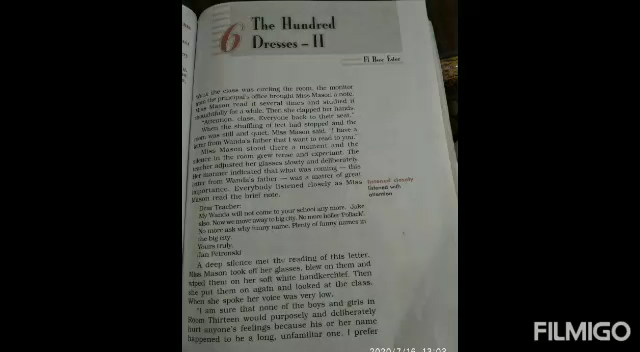 6
The Hundred
Dresses – II
El Bsor Ester
the class was ending the room, the monitor
from the principal's office brought Miss Mason a note.
Miss Mason read it several times and studied it
thoughtfully for a while. Then she clapped her hands.
"Attention, class. Everyone back to their seat."
When the shuffling of feet had stopped and the
room was still and quiet, Miss Mason said, "I have a
letter from Wanda's father that I want to read to you."
Miss Mason stood there a moment and the
silence in the room grew tense and expectant. The
teacher adjusted her glasses slowly and deliberately.
Her manner indicated that what was coming — this
letter from Wanda's father — was a matter of great
importance. Everybody listened closely as Miss
Mason read the brief note.
listened closely
listened with
attention
Dear Teacher:
My Wanda will not come to your school any more. Jake
also. Now we move away to big city. No more holler 'Pollack'.
No more ask why funny name. Plenty of funny names in
the big city.
Yours truly,
Jan Petronski
A deep silence met the reading of this letter.
Miss Mason took off her glasses, blew on them and
wiped them on her soft white handkerchief. Then
she put them on again and looked at the class.
When she spoke her voice was very low.
"I am sure that none of the boys and girls in
Room Thirteen would purposely and deliberately
hurt anyone's feelings because his or her name
happened to be a long, unfamiliar one. I prefer
2020/7/16 13:03
FILMIGO